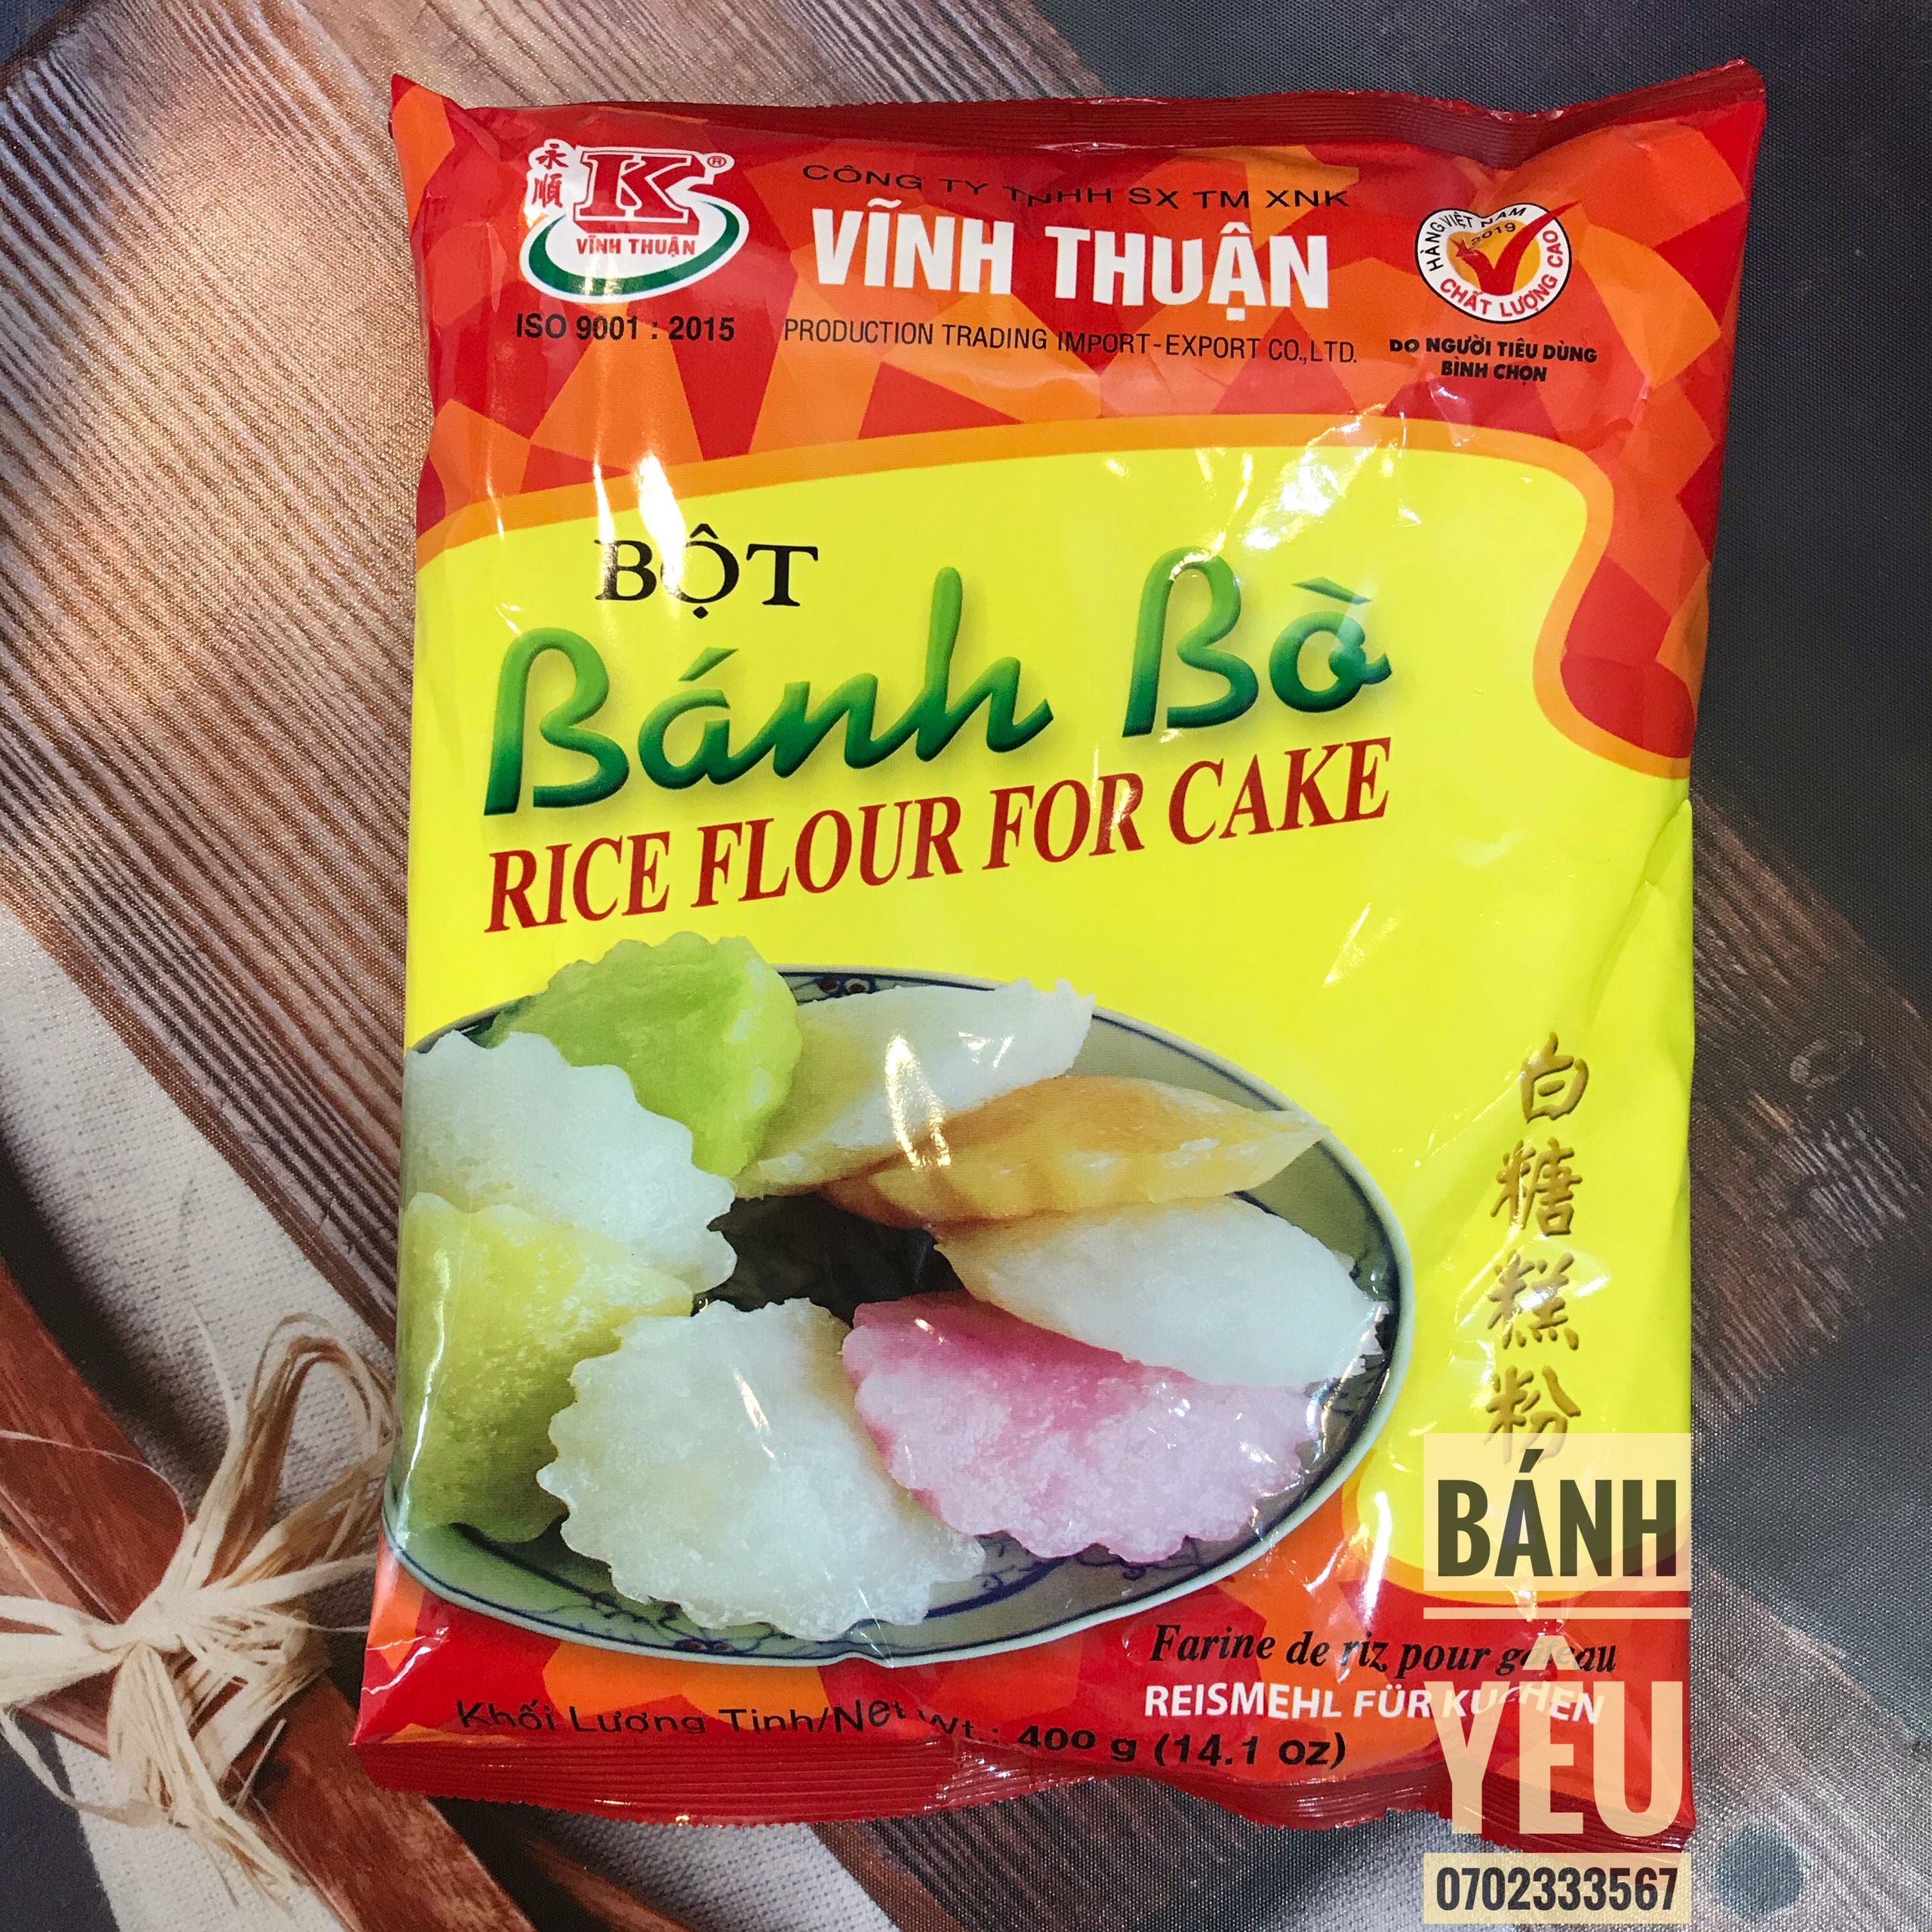 永順
K®
VĨNH THUẬN
ISO 9001 : 2015
CÔNG TY TNHH SX TM XNK
VĨNH THUẬN
PRODUCTION TRADING IMPORT-EXPORT CO.,LTD.
HÀNG VIỆT NAM
2019
CHẤT LƯỢNG CAO
DO NGƯỜI TIÊU DÙNG
BÌNH CHỌN
BỘT
Bánh Bò
RICE FLOUR FOR CAKE
白糖糕粉
Farine de riz pour gâteau
REISMEHL FÜR KUCHEN
Khối Lượng Tịnh/Net Wt.: 400 g (14.1 oz)
BÁNH
YÊU
0702333567